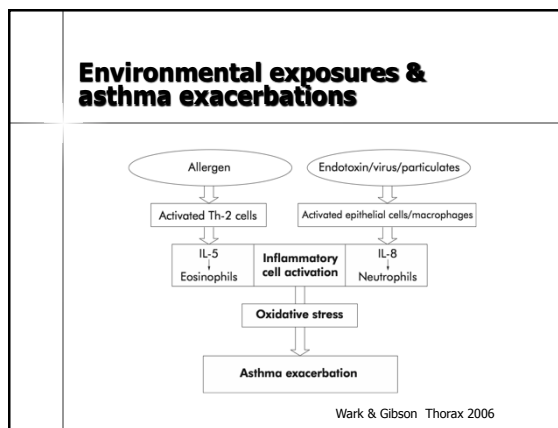 Environmental exposures &
asthma exacerbations
Allergen
Endotoxin/virus/particulates
Activated Th-2 cells
Activated epithelial cells/macrophages
IL-5
Eosinophils
Inflammatory
cell activation
IL-8
Neutrophils
Oxidative stress
Asthma exacerbation
Wark & Gibson Thorax 2006